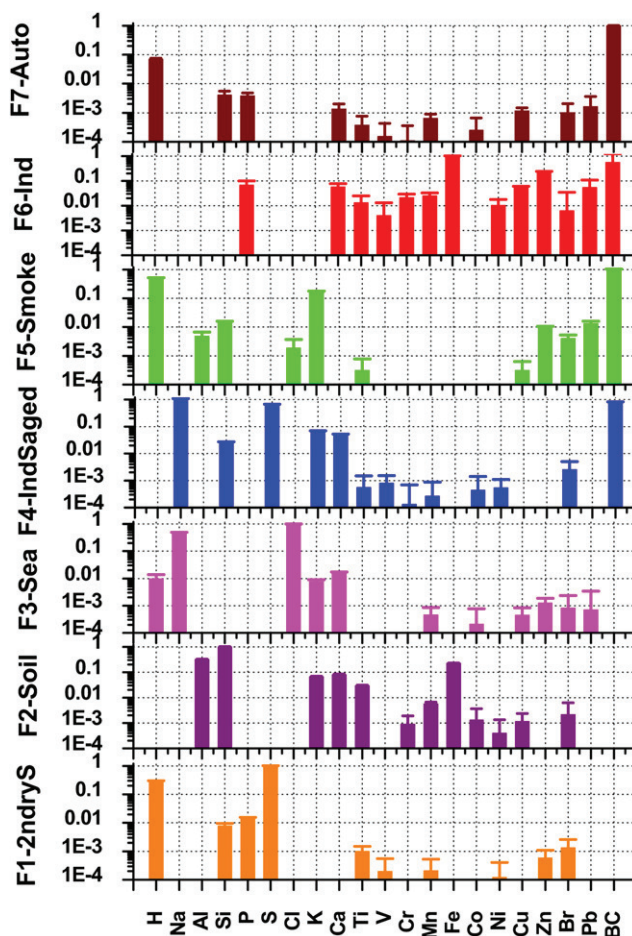 F7-Auto
1
0.1
0.01
1E-3
1E-4
F6-Ind
1
0.1
0.01
1E-3
1E-4
F5-Smoke
1
0.1
0.01
1E-3
1E-4
F4-IndSaged
1
0.1
0.01
1E-3
1E-4
F3-Sea
1
0.1
0.01
1E-3
1E-4
F2-Soil
1
0.1
0.01
1E-3
1E-4
F1-2ndryS
1
0.1
0.01
1E-3
1E-4
H Na Al Si P S Cl K Ca Ti V Cr Mn Fe Co Ni Cu Zn Br Pb BC